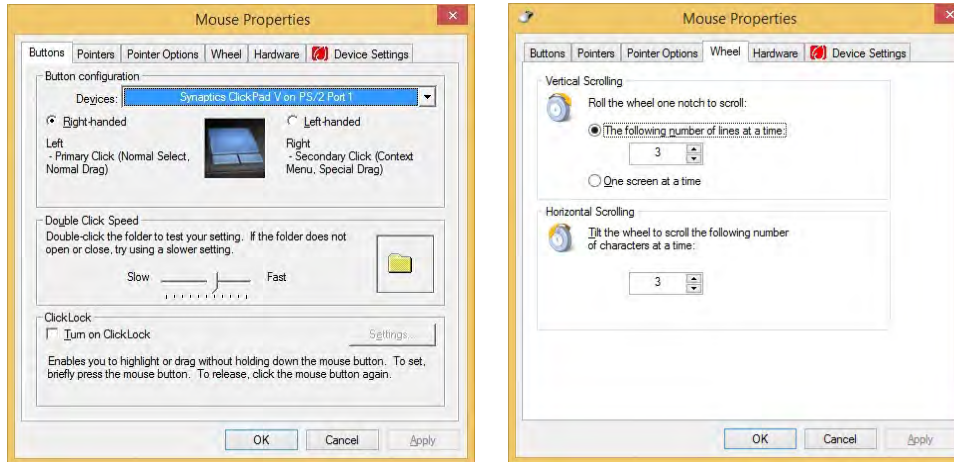 Mouse Properties
Buttons Pointers Pointer Options Wheel Hardware Device Settings
Button configuration
Devices: Synaptics ClickPad V on PS/2 Port 1
Right-handed
Left-handed
Left
- Primary Click (Normal Select,
Normal Drag)
Right
- Secondary Click (Context
Menu, Special Drag)
Double Click Speed
Double-click the folder to test your setting. If the folder does not
open or close, try using a slower setting.
Slow Fast
ClickLock
Turn on ClickLock
Settings...
Enables you to highlight or drag without holding down the mouse button. To set,
briefly press the mouse button. To release, click the mouse button again.
OK Cancel Apply
Mouse Properties
Buttons Pointers Pointer Options Wheel Hardware Device Settings
Vertical Scrolling
Roll the wheel one notch to scroll:
The following number of lines at a time:
3
One screen at a time
Horizontal Scrolling
Tilt the wheel to scroll the following number
of characters at a time:
3
OK Cancel Apply